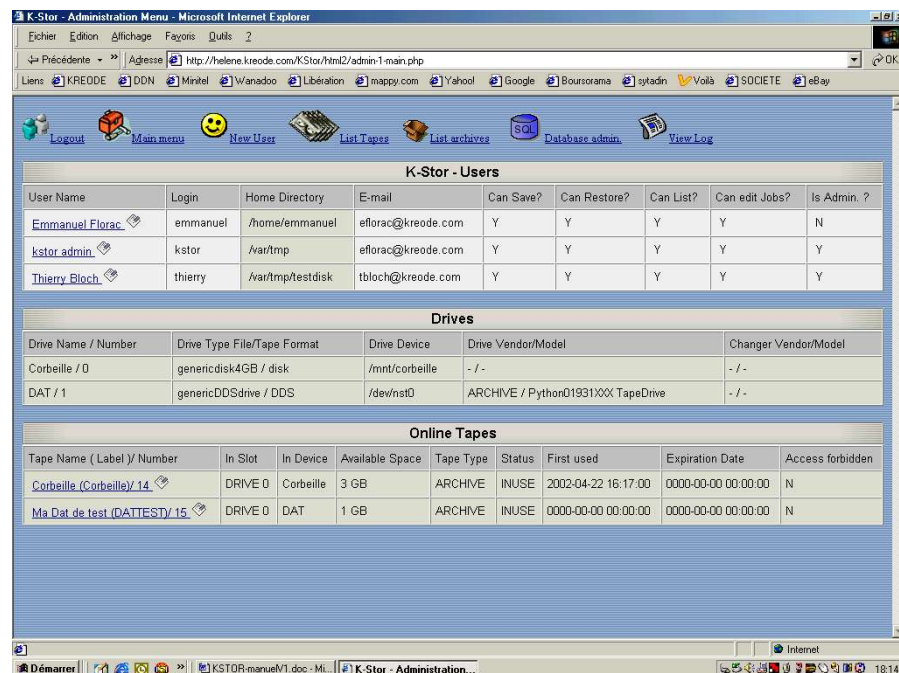 K-Stor - Administration Menu - Microsoft Internet Explorer
Fichier Edition Affichage Favoris Outils ?
Précédente » Adresse http://helene.kreode.com/KStor/html2/admin-1-main.php OK
Liens KREODE DDN Minitel Wanadoo Libération mappy.com Yahoo! Google Boursorama sytadin Voilà SOCIETE eBay
Logout Main menu New User List Tapes List archives SQL Database admin. View Log
K-Stor - Users
User Name Login Home Directory E-mail Can Save? Can Restore? Can List? Can edit Jobs? Is Admin. ?
Emmanuel Florac emmanuel /home/emmanuel eflorac@kreode.com Y Y Y Y N
kstor admin kstor /var/tmp eflorac@kreode.com Y Y Y Y Y
Thierry Bloch thierry /var/tmp/testdisk tbloch@kreode.com Y Y Y Y Y
Drives
Drive Name / Number Drive Type File/Tape Format Drive Device Drive Vendor/Model Changer Vendor/Model
Corbeille / 0 genericdisk4GB / disk /mnt/corbeille - / - - / -
DAT / 1 genericDDSdrive / DDS /dev/nst0 ARCHIVE / Python01931XXX TapeDrive - / -
Online Tapes
Tape Name ( Label )/ Number In Slot In Device Available Space Tape Type Status First used Expiration Date Access forbidden
Corbeille (Corbeille)/ 14 DRIVE 0 Corbeille 3 GB ARCHIVE INUSE 2002-04-22 16:17:00 0000-00-00 00:00:00 N
Ma Dat de test (DATTEST)/ 15 DRIVE 0 DAT 1 GB ARCHIVE INUSE 0000-00-00 00:00:00 0000-00-00 00:00:00 N
Internet
Démarrer » KSTOR-manuelV1.doc - Mi... K-Stor - Administration... 18:14